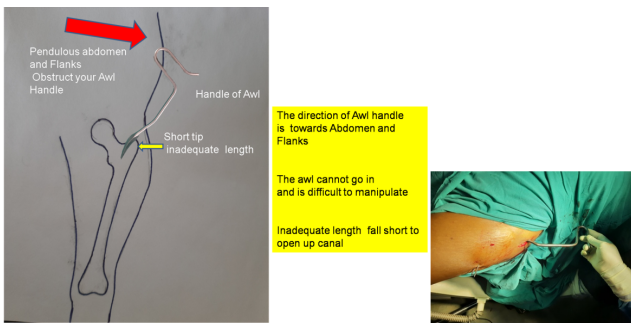 Pendulous abdomen
and Flanks
Obstruct your Awl
Handle
Handle of Awl
Short tip
inadequate length
The direction of Awl handle
is towards Abdomen and
Flanks
The awl cannot go in
and is difficult to manipulate
Inadequate length fall short to
open up canal